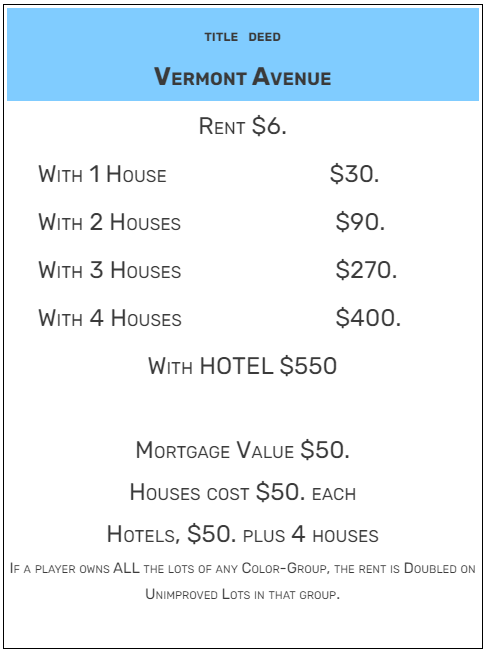 TITLE DEED
Vermont Avenue
Rent $6.
With 1 House $30.
With 2 Houses $90.
With 3 Houses $270.
With 4 Houses $400.
With HOTEL $550
Mortgage Value $50.
Houses cost $50. each
Hotels, $50. plus 4 houses
If a player owns ALL the lots of any Color-Group, the rent is Doubled on
Unimproved Lots in that group.